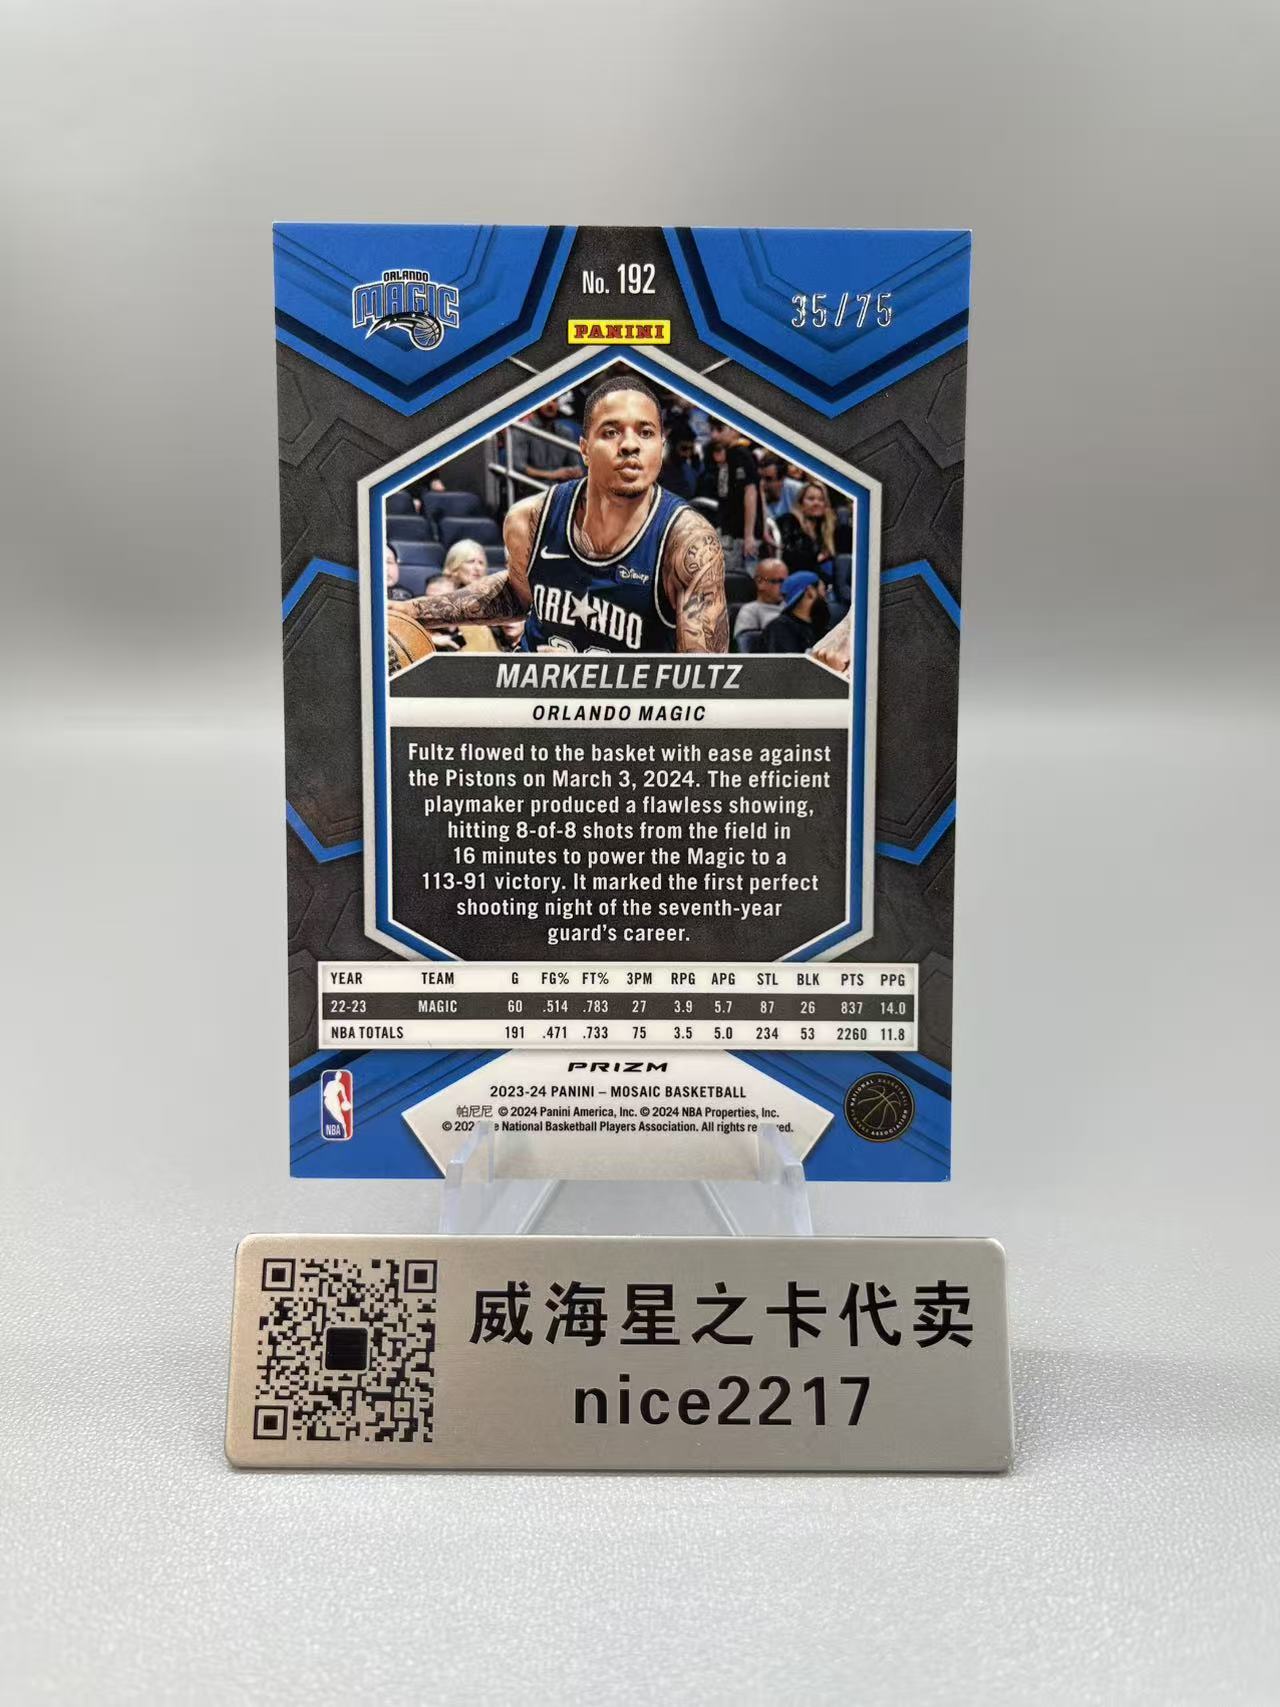 ORLANDO
MAGIC
No. 192
35/75
PANINI
Disney
ORLANDO
MARKELLE FULTZ
ORLANDO MAGIC
Fultz flowed to the basket with ease against
the Pistons on March 3, 2024. The efficient
playmaker produced a flawless showing,
hitting 8-of-8 shots from the field in
16 minutes to power the Magic to a
113-91 victory. It marked the first perfect
shooting night of the seventh-year
guard's career.
YEAR TEAM G FG% FT% 3PM RPG APG STL BLK PTS PPG
22-23 MAGIC 60 .514 .783 27 3.9 5.7 87 26 837 14.0
NBA TOTALS 191 .471 .733 75 3.5 5.0 234 53 2260 11.8
PRIZM
2023-24 PANINI – MOSAIC BASKETBALL
帕尼尼 © 2024 Panini America, Inc. © 2024 NBA Properties, Inc.
National Basketball Players Association. All rights
NBA
NATIONAL BASKETBALL
ASSOCIATION
威海星之卡代卖
nice2217